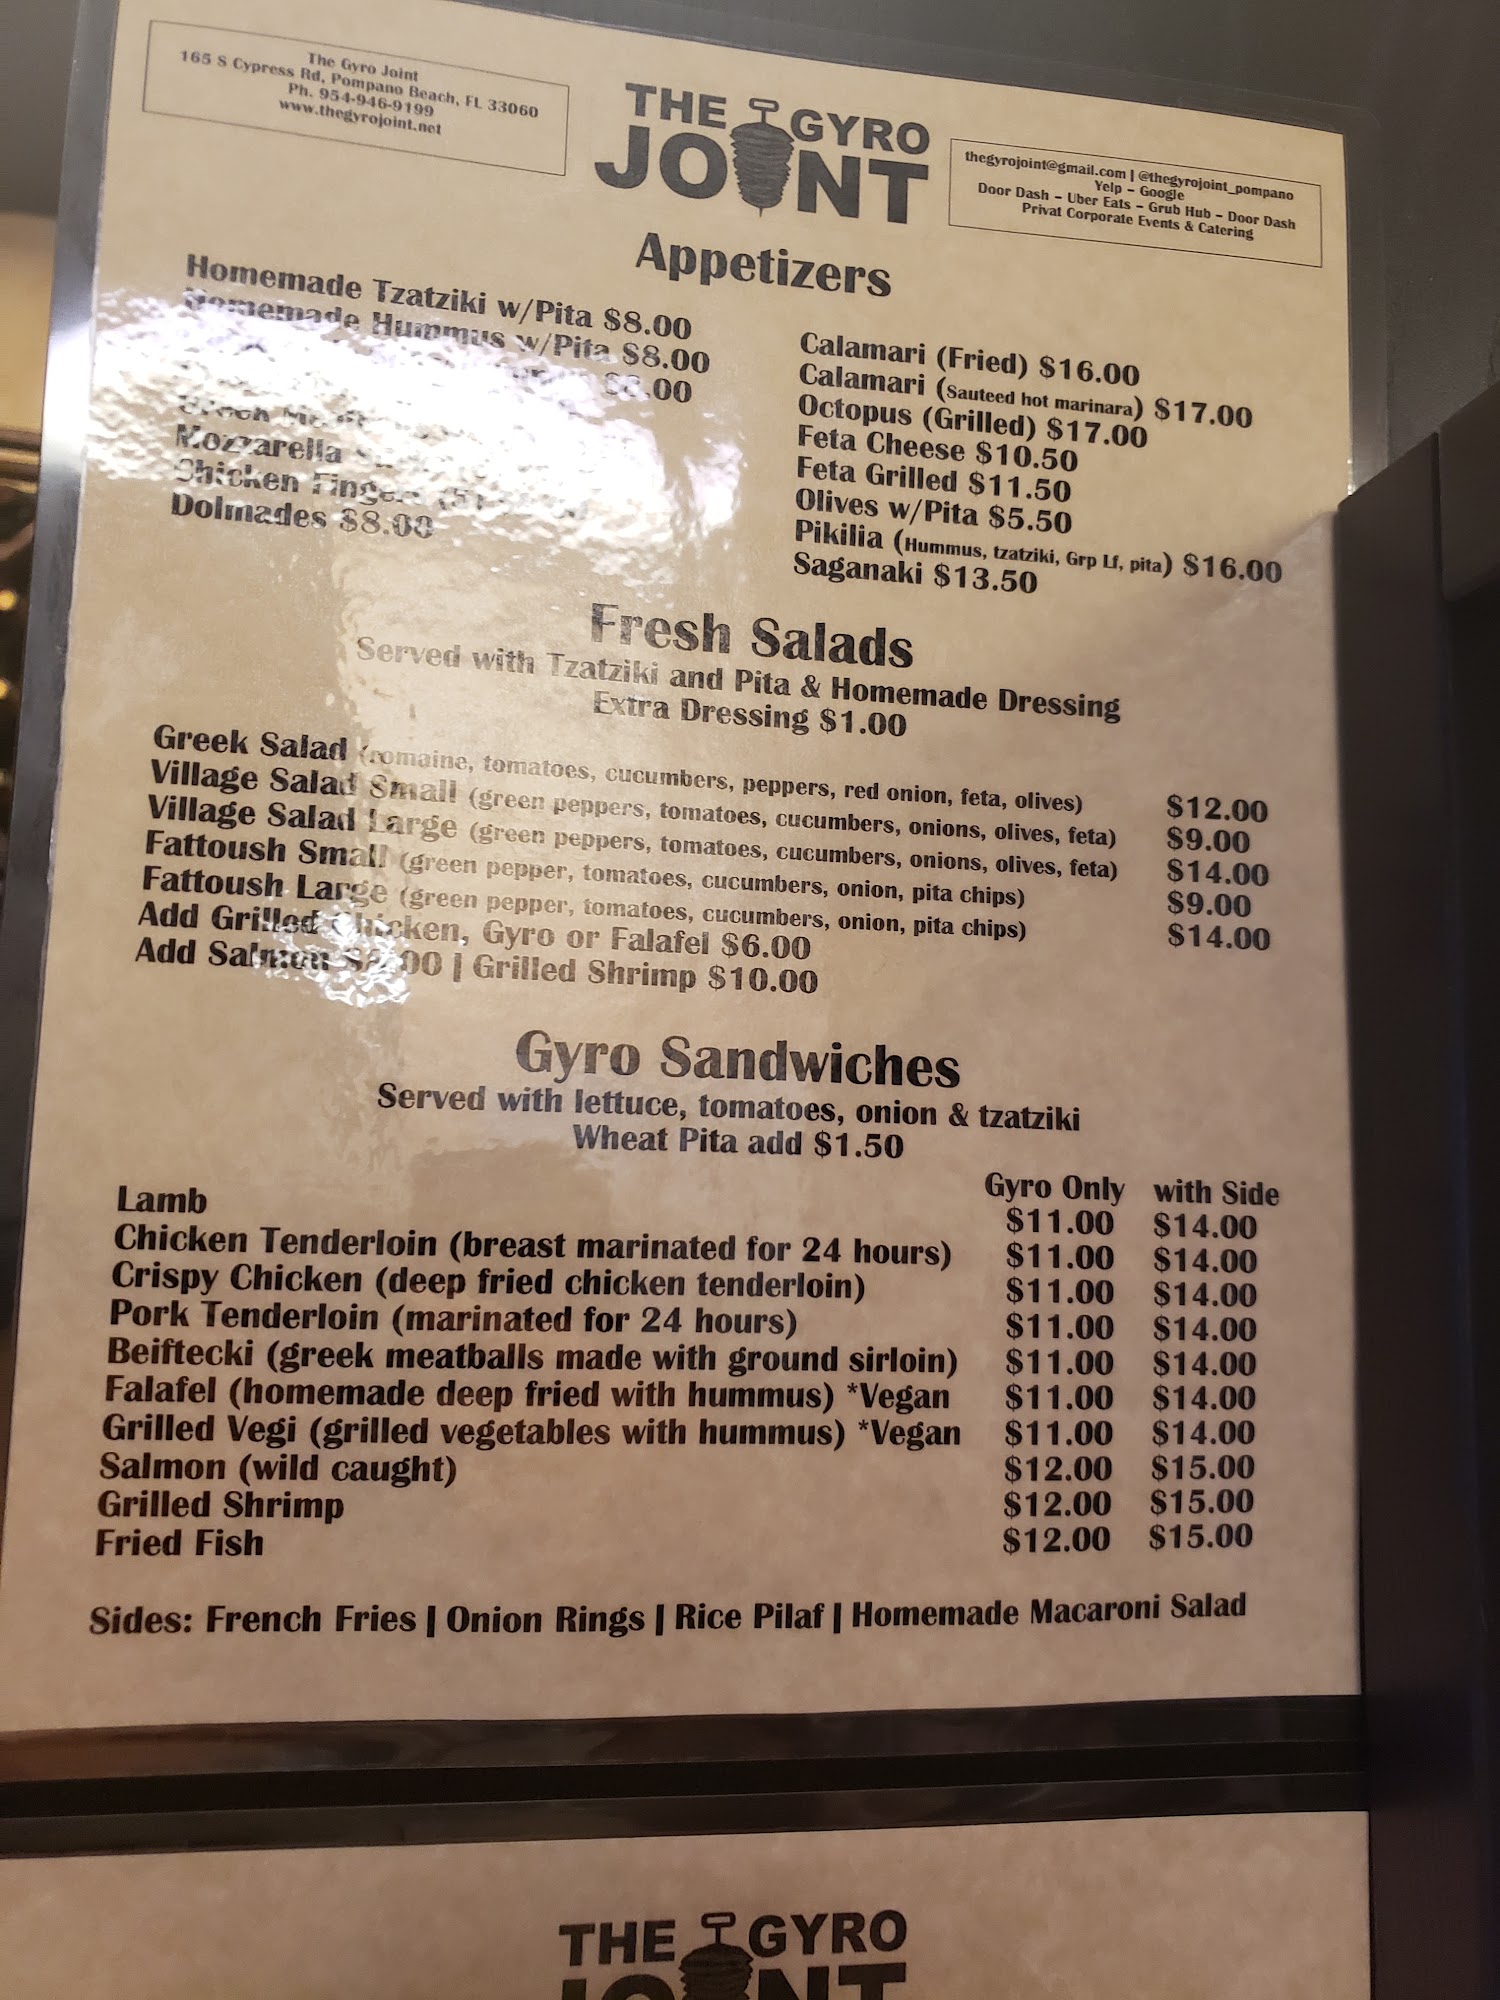 The Gyro Joint
165 S Cypress Rd, Pompano Beach, FL 33060
Ph. 954-946-9199
www.thegyrojoint.net
THE GYRO
JOINT
thegyrojoint@gmail.com | @thegyrojoint_pompano
Yelp – Google
Door Dash – Uber Eats – Grub Hub – Door Dash
Privat Corporate Events & Catering
Appetizers
Homemade Tzatziki w/Pita $8.00
Homemade Hummus w/Pita $8.00
Mozzarella
Chicken Fingers
Dolmades $8.00
Calamari (Fried) $16.00
Calamari (Sauteed hot marinara) $17.00
Octopus (Grilled) $17.00
Feta Cheese $10.50
Feta Grilled $11.50
Olives w/Pita $5.50
Pikilia (Hummus, tzatziki, Grp Lf, pita) $16.00
Saganaki $13.50
Fresh Salads
Served with Tzatziki and Pita & Homemade Dressing
Extra Dressing $1.00
Greek Salad (romaine, tomatoes, cucumbers, peppers, red onion, feta, olives) $12.00
Village Salad Small (green peppers, tomatoes, cucumbers, onions, olives, feta) $9.00
Village Salad Large (green peppers, tomatoes, cucumbers, onions, olives, feta) $14.00
Fattoush Small (green pepper, tomatoes, cucumbers, onion, pita chips) $9.00
Fattoush Large (green pepper, tomatoes, cucumbers, onion, pita chips) $14.00
Add Grilled Chicken, Gyro or Falafel $6.00
Add Salmon | Grilled Shrimp $10.00
Gyro Sandwiches
Served with lettuce, tomatoes, onion & tzatziki
Wheat Pita add $1.50
Gyro Only with Side
Lamb $11.00 $14.00
Chicken Tenderloin (breast marinated for 24 hours) $11.00 $14.00
Crispy Chicken (deep fried chicken tenderloin) $11.00 $14.00
Pork Tenderloin (marinated for 24 hours) $11.00 $14.00
Beiftecki (greek meatballs made with ground sirloin) $11.00 $14.00
Falafel (homemade deep fried with hummus) *Vegan $11.00 $14.00
Grilled Vegi (grilled vegetables with hummus) *Vegan $11.00 $14.00
Salmon (wild caught) $12.00 $15.00
Grilled Shrimp $12.00 $15.00
Fried Fish $12.00 $15.00
Sides: French Fries | Onion Rings | Rice Pilaf | Homemade Macaroni Salad
THE GYRO
JOINT